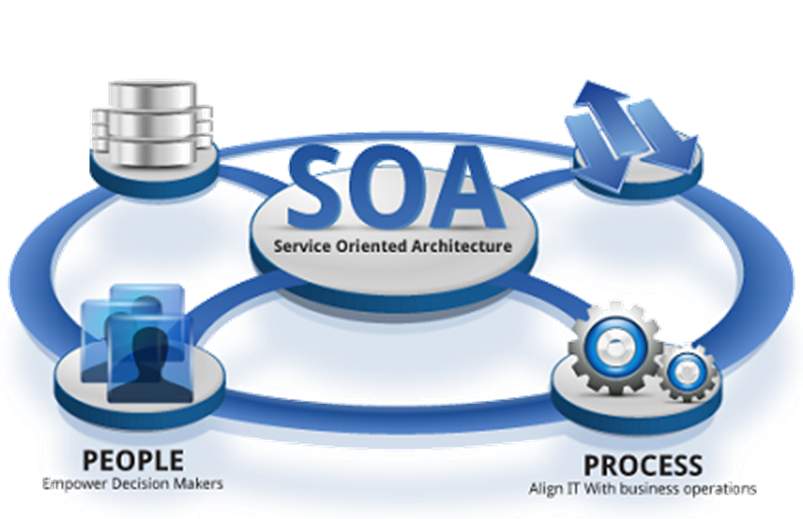 SOA
Service Oriented Architecture
PEOPLE
Empower Decision Makers
PROCESS
Align IT With business operations